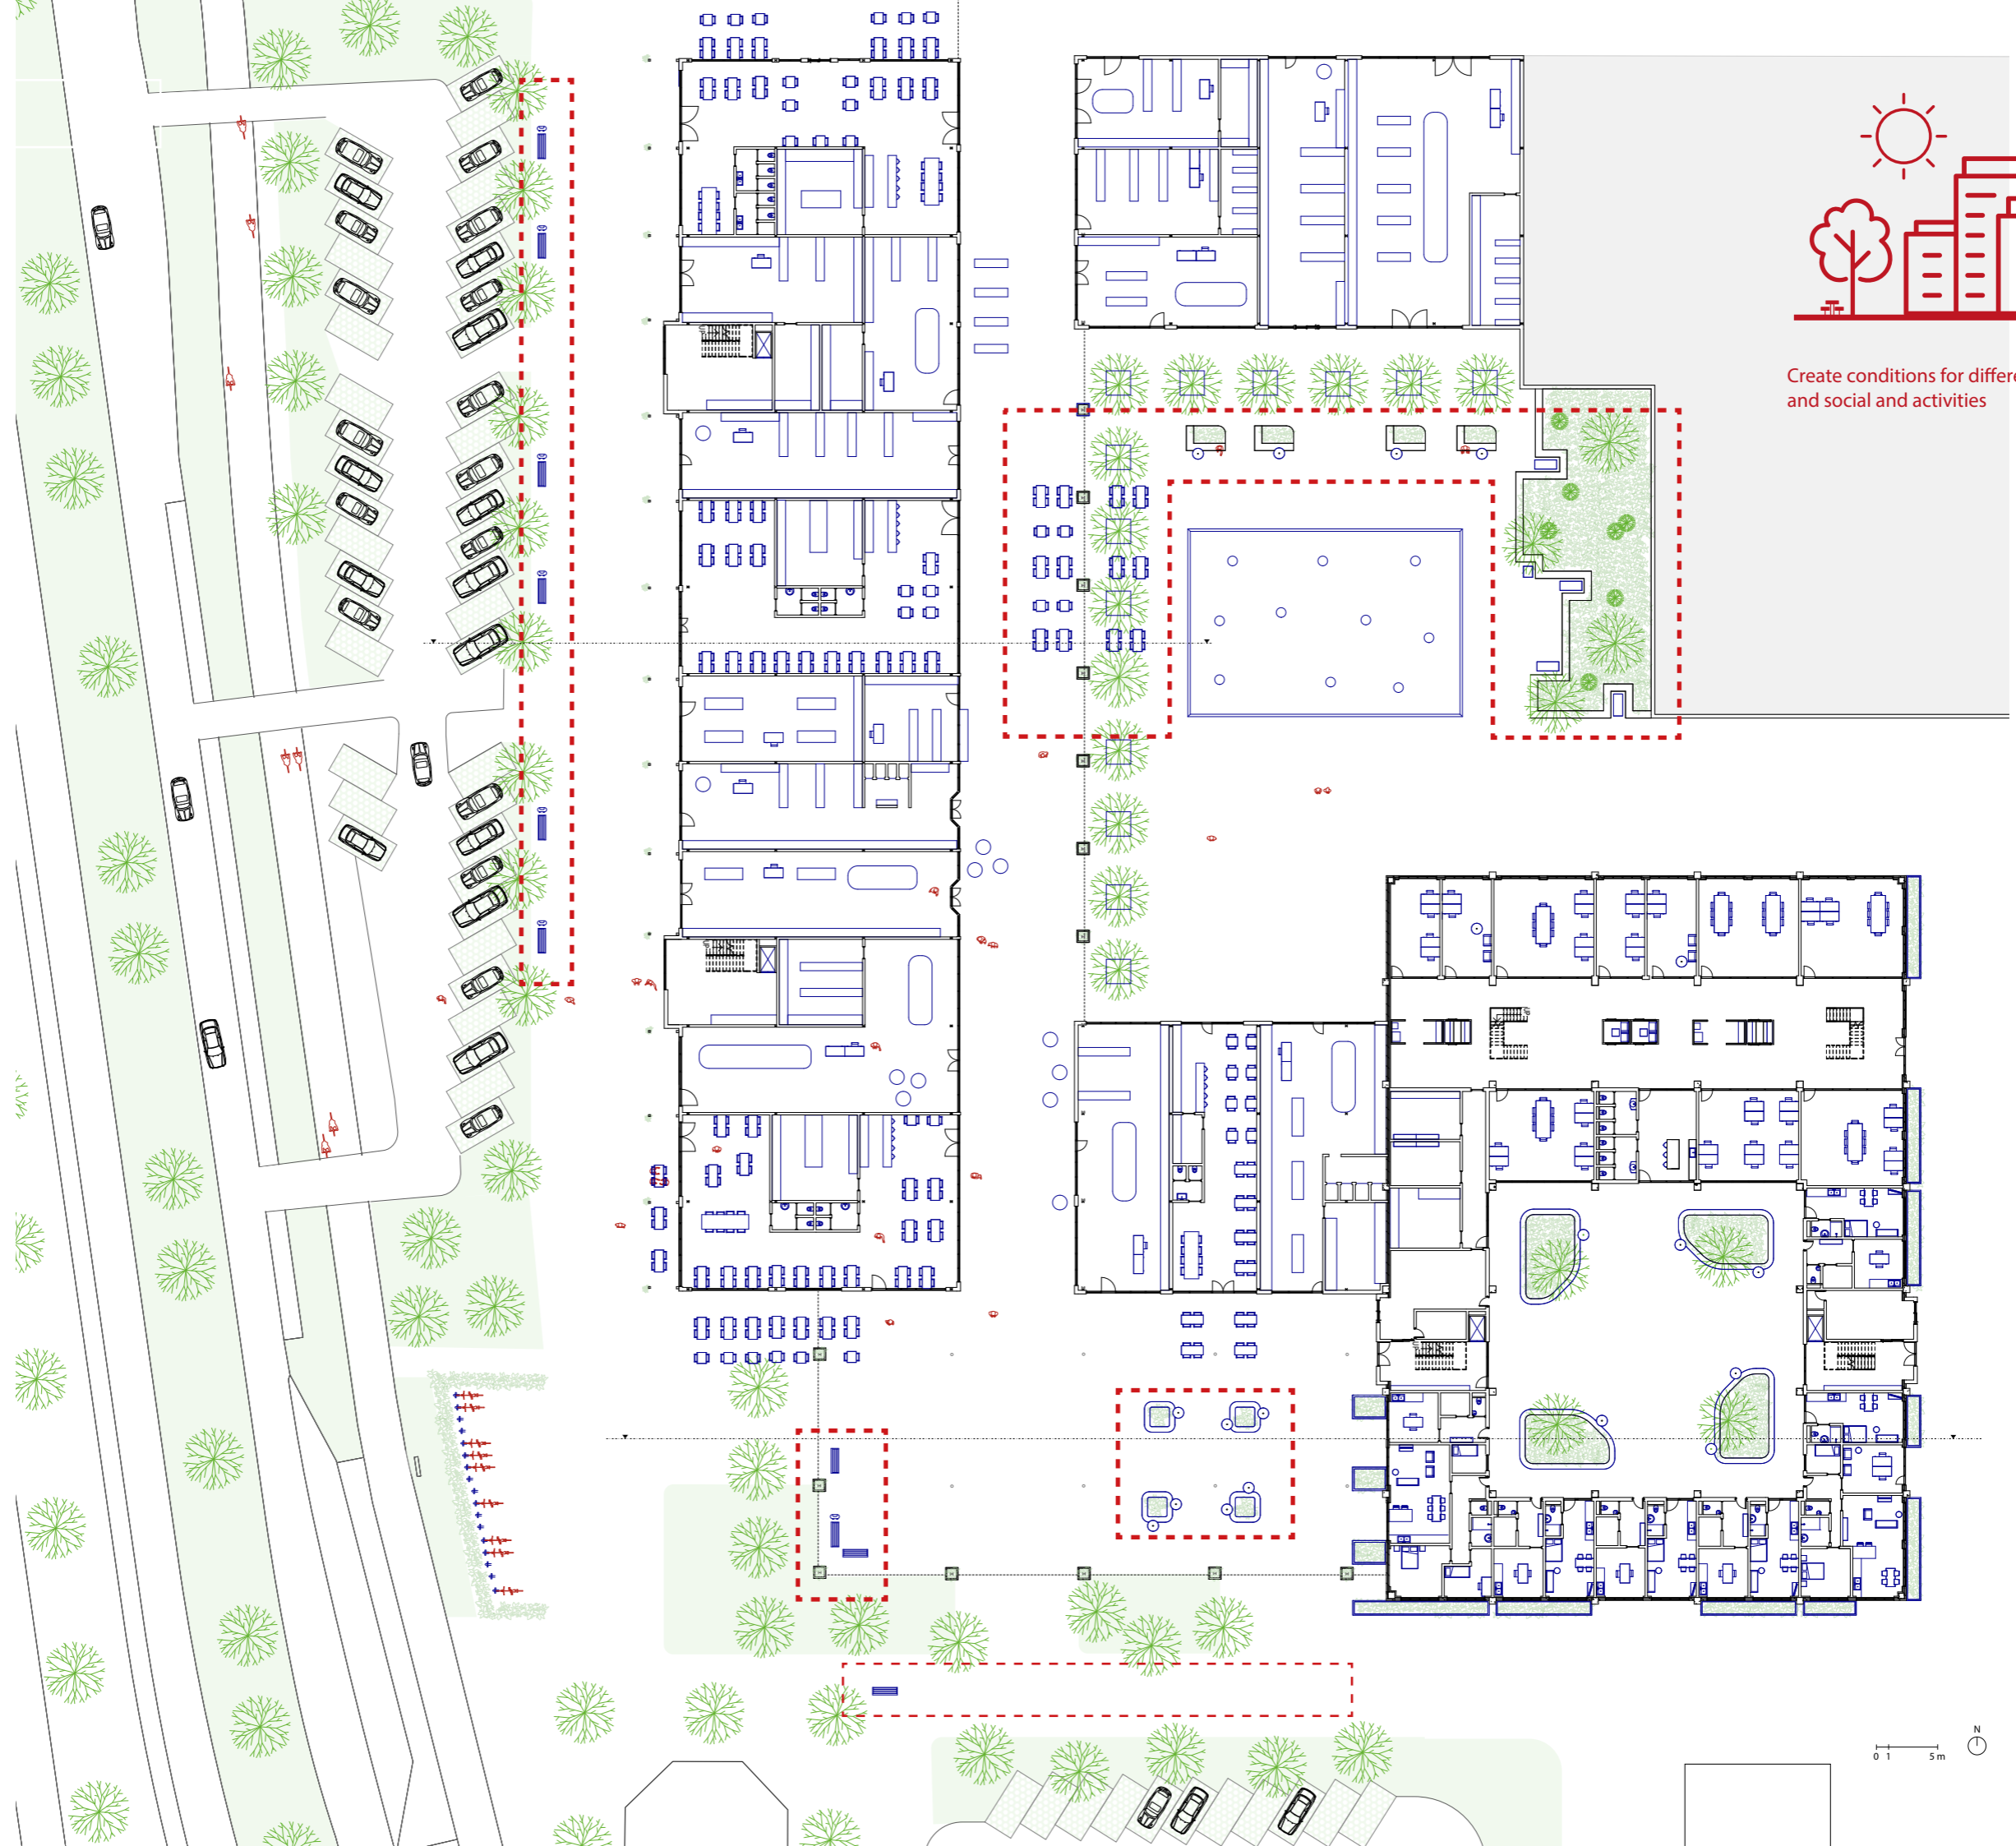 Create conditions for differe
and social and activities
N
0 1 5 m